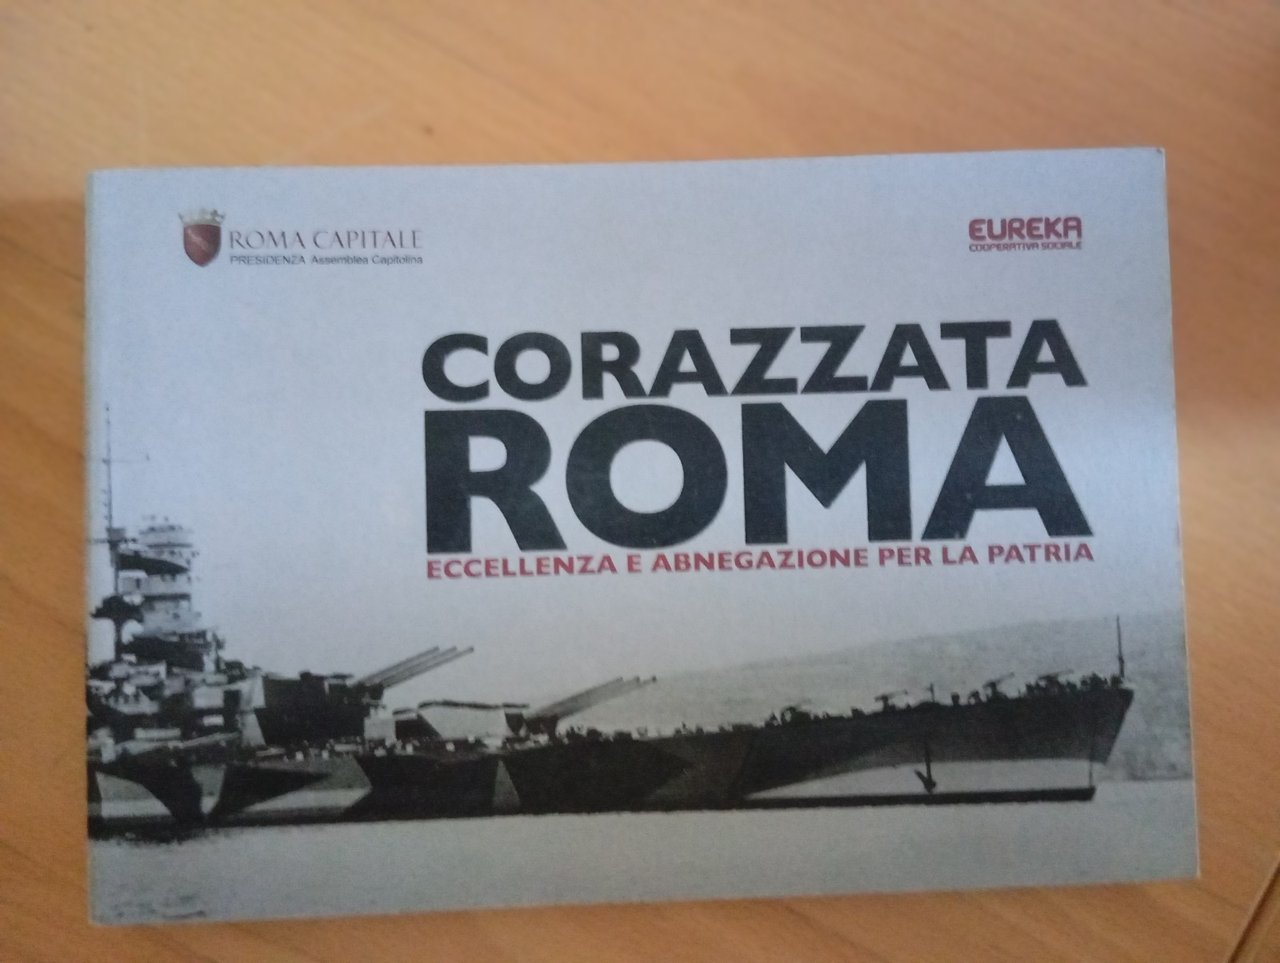 ROMA CAPITALE
PRESIDENZA Assemblea Capitolina
EUREKA
COOPERATIVA SOCIALE
CORAZZATA
ROMA
ECCELLENZA E ABNEGAZIONE PER LA PATRIA